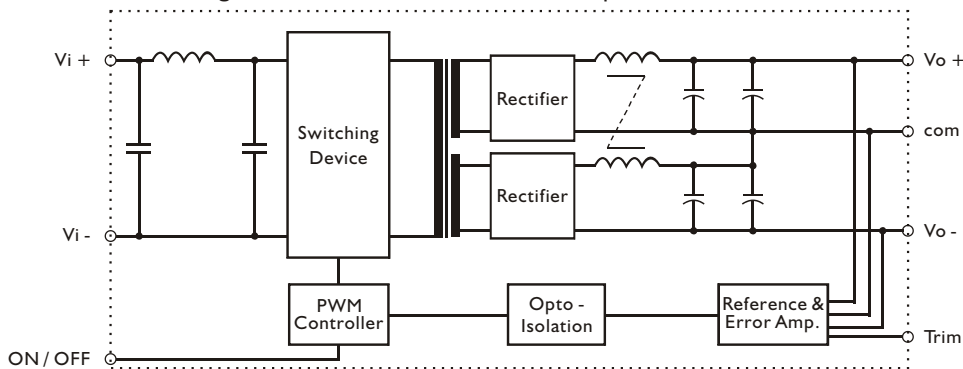 Vi +
Vi -
ON / OFF
Switching
Device
PWM
Controller
Rectifier
Rectifier
Opto -
Isolation
Reference &
Error Amp.
Vo +
com
Vo -
Trim